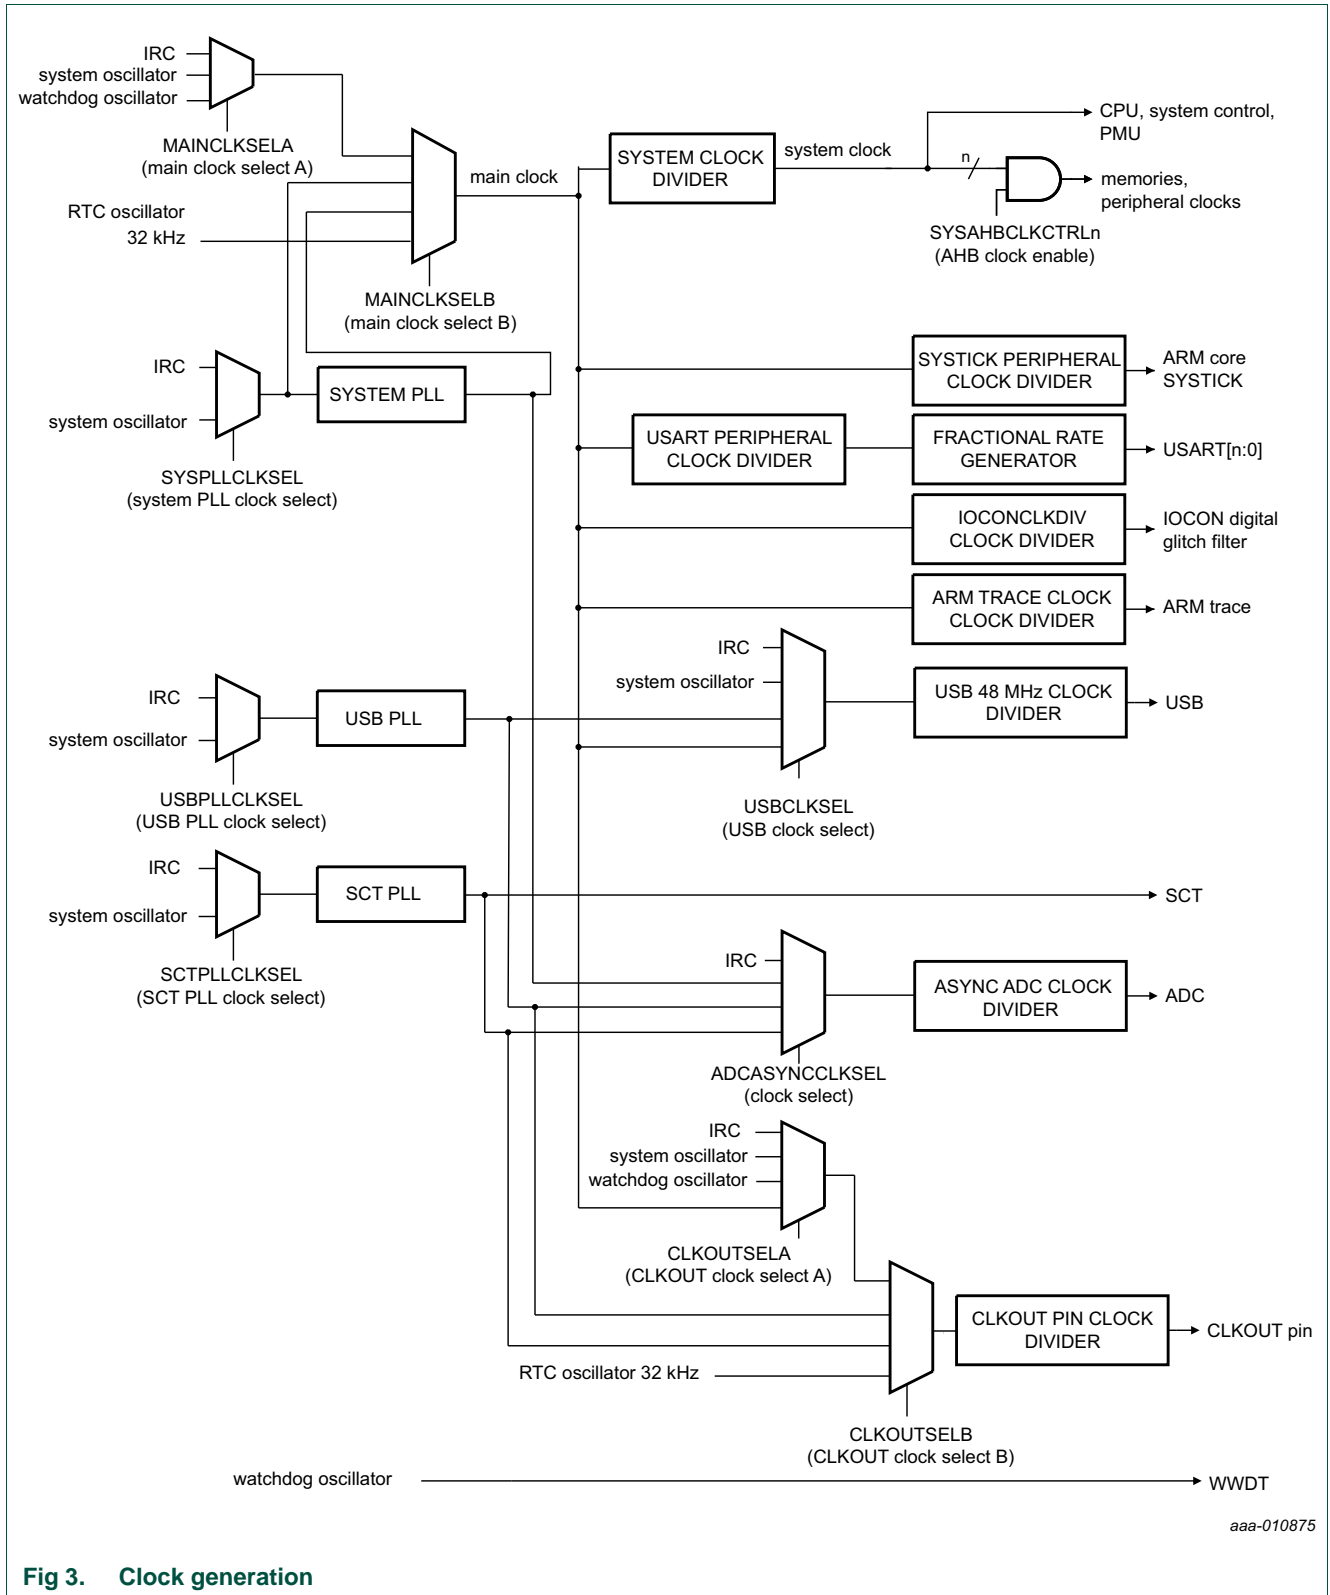 IRC
system oscillator
watchdog oscillator
MAINCLKSELA
(main clock select A)
RTC oscillator
32 kHz
MAINCLKSELB
(main clock select B)
main clock
SYSTEM CLOCK
DIVIDER
system clock
n
CPU, system control,
PMU
memories,
peripheral clocks
SYSAHBCLKCTRLn
(AHB clock enable)
IRC
system oscillator
SYSPLLCLKSEL
(system PLL clock select)
SYSTEM PLL
SYSTICK PERIPHERAL
CLOCK DIVIDER
ARM core
SYSTICK
USART PERIPHERAL
CLOCK DIVIDER
FRACTIONAL RATE
GENERATOR
USART[n:0]
IOCONCLKDIV
CLOCK DIVIDER
IOCON digital
glitch filter
ARM TRACE CLOCK
CLOCK DIVIDER
ARM trace
IRC
system oscillator
USBPLLCLKSEL
(USB PLL clock select)
USB PLL
IRC
system oscillator
USBCLKSEL
(USB clock select)
USB 48 MHz CLOCK
DIVIDER
USB
IRC
system oscillator
SCTPLLCLKSEL
(SCT PLL clock select)
SCT PLL
SCT
IRC
ADCASYNCCLKSEL
(clock select)
ASYNC ADC CLOCK
DIVIDER
ADC
IRC
system oscillator
watchdog oscillator
CLKOUTSELA
(CLKOUT clock select A)
RTC oscillator 32 kHz
CLKOUTSELB
(CLKOUT clock select B)
CLKOUT PIN CLOCK
DIVIDER
CLKOUT pin
watchdog oscillator
WWDT
aaa-010875
Fig 3. Clock generation